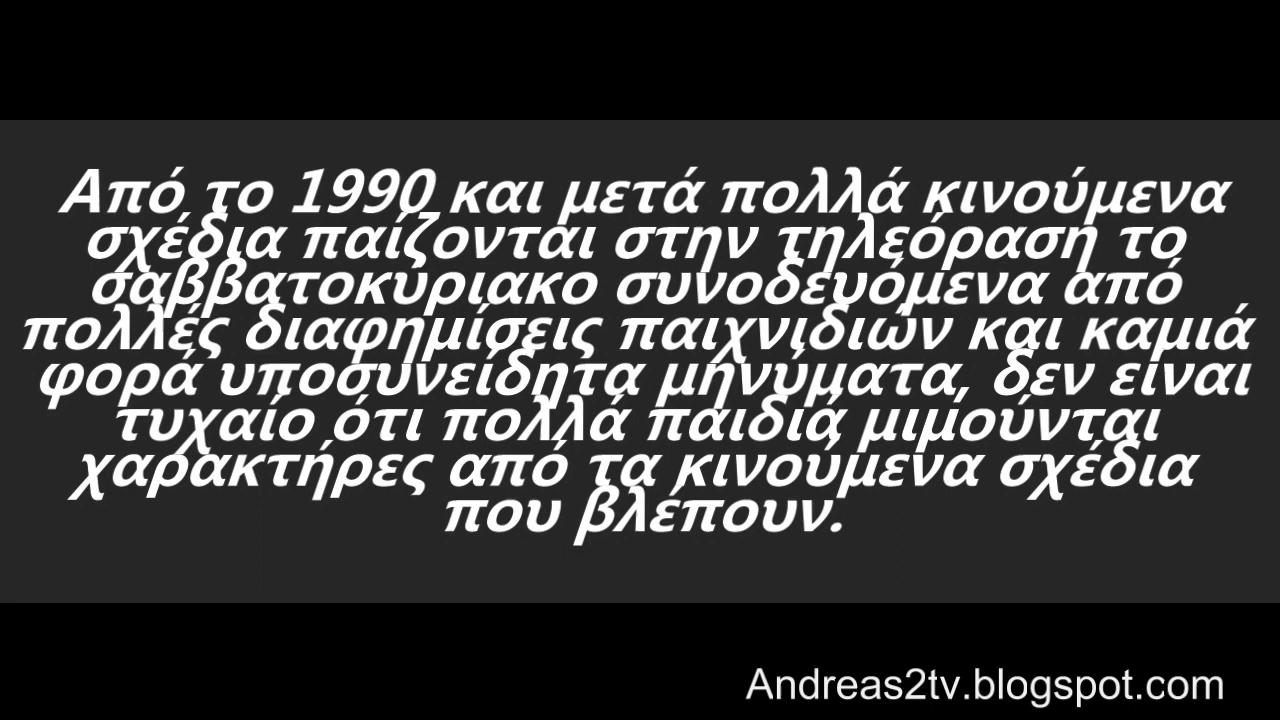 Από το 1990 και μετά πολλά κινούμενα
σχέδια παίζονται στην τηλεόραση το
σαββατοκυριακο συνοδευόμενα από
πολλές διαφημίσεις παιχνιδιών και καμιά
φορά υποσυνείδητα μηνύματα, δεν είναι
τυχαίο ότι πολλά παιδιά μιμούνται
χαρακτήρες από τα κινούμενα σχέδια
που βλέπουν.
Andreas2tv.blogspot.com